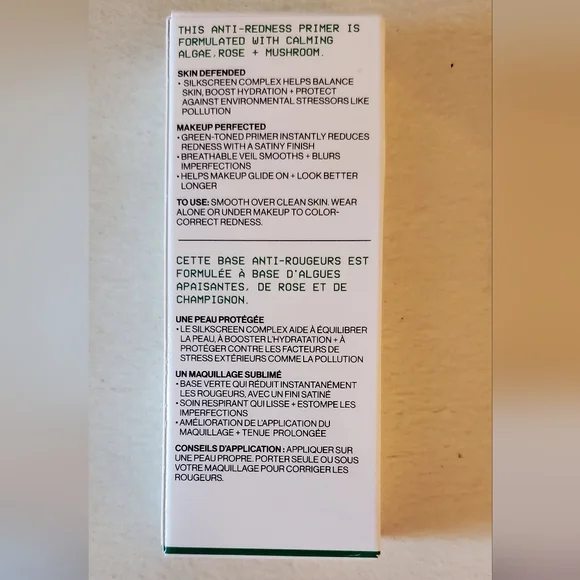 THIS ANTI-REDNESS PRIMER IS
FORMULATED WITH CALMING
ALGAE, ROSE + MUSHROOM.
SKIN DEFENDED
• SILKSCREEN COMPLEX HELPS BALANCE
SKIN, BOOST HYDRATION + PROTECT
AGAINST ENVIRONMENTAL STRESSORS LIKE
POLLUTION
MAKEUP PERFECTED
• GREEN-TONED PRIMER INSTANTLY REDUCES
REDNESS WITH A SATINY FINISH
• BREATHABLE VEIL SMOOTHS + BLURS
IMPERFECTIONS
• HELPS MAKEUP GLIDE ON + LOOK BETTER
LONGER
TO USE: SMOOTH OVER CLEAN SKIN. WEAR
ALONE OR UNDER MAKEUP TO COLOR-
CORRECT REDNESS.
CETTE BASE ANTI-ROUGEURS EST
FORMULÉE À BASE D'ALGUES
APAISANTES, DE ROSE ET DE
CHAMPIGNON.
UNE PEAU PROTÉGÉE
• LE SILKSCREEN COMPLEX AIDE À ÉQUILIBRER
LA PEAU, À BOOSTER L'HYDRATATION + À
PROTÉGER CONTRE LES FACTEURS DE
STRESS EXTÉRIEURS COMME LA POLLUTION
UN MAQUILLAGE SUBLIMÉ
• BASE VERTE QUI RÉDUIT INSTANTANÉMENT
LES ROUGEURS, AVEC UN FINI SATINÉ
• SOIN RESPIRANT QUI LISSE + ESTOMPE LES
IMPERFECTIONS
• AMÉLIORATION DE L'APPLICATION DU
MAQUILLAGE + TENUE PROLONGÉE
CONSEILS D'APPLICATION : APPLIQUER SUR
UNE PEAU PROPRE. PORTER SEULE OU SOUS
VOTRE MAQUILLAGE POUR CORRIGER LES
ROUGEURS.